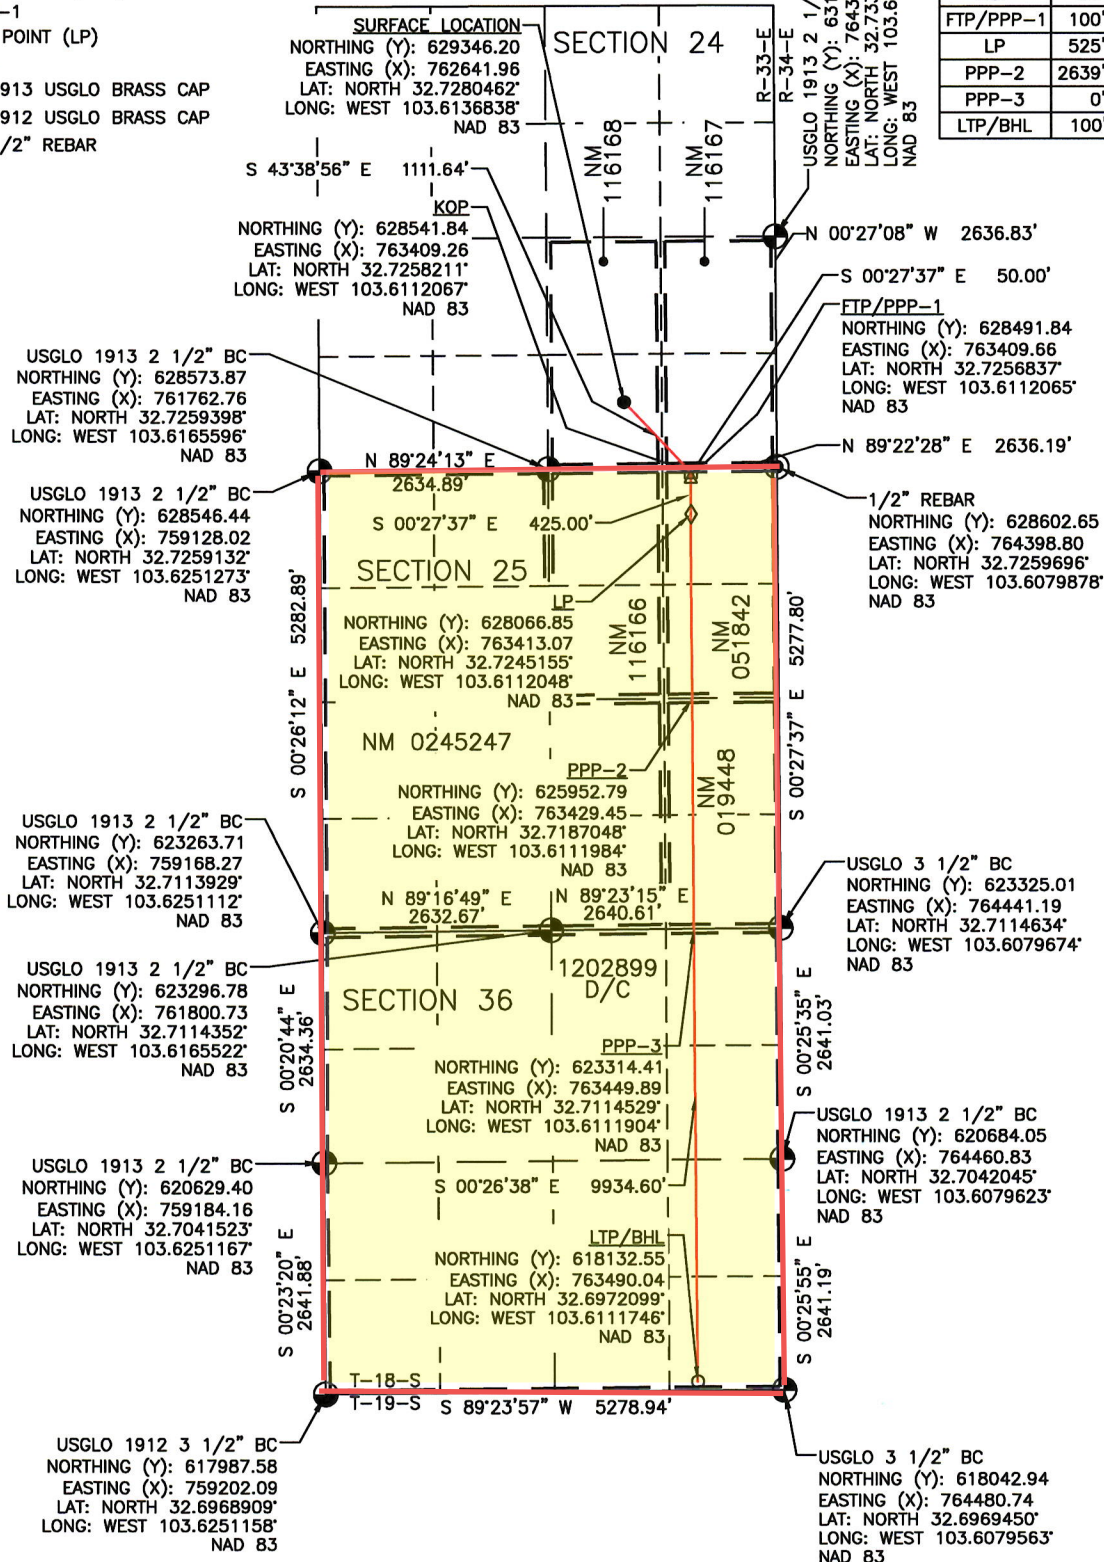 -1
POINT (LP)
913 USGLO BRASS CAP
912 USGLO BRASS CAP
/2" REBAR
SURFACE LOCATION
NORTHING (Y): 629346.20
EASTING (X): 762641.96
LAT: NORTH 32.7280462°
LONG: WEST 103.6136838°
NAD 83
SECTION 24
R-33-E
R-34-E
USGLO 1913 2 1/
NORTHING (Y): 631
EASTING (X): 764
LAT: NORTH 32.73
LONG: WEST 103.6
NAD 83
FTP/PPP-1 100'
LP 525'
PPP-2 2639'
PPP-3 0'
LTP/BHL 100'
NM
116168
NM
116167
S 43°38'56" E 1111.64'
KOP
NORTHING (Y): 628541.84
EASTING (X): 763409.26
LAT: NORTH 32.7258211°
LONG: WEST 103.6112067°
NAD 83
N 00°27'08" W 2636.83'
S 00°27'37" E 50.00'
FTP/PPP-1
NORTHING (Y): 628491.84
EASTING (X): 763409.66
LAT: NORTH 32.7256837°
LONG: WEST 103.6112065°
NAD 83
USGLO 1913 2 1/2" BC
NORTHING (Y): 628573.87
EASTING (X): 761762.76
LAT: NORTH 32.7259398°
LONG: WEST 103.6165596°
NAD 83
N 89°22'28" E 2636.19'
N 89°24'13" E
2634.89'
USGLO 1913 2 1/2" BC
NORTHING (Y): 628546.44
EASTING (X): 759128.02
LAT: NORTH 32.7259132°
LONG: WEST 103.6251273°
NAD 83
S 00°27'37" E 425.00'
1/2" REBAR
NORTHING (Y): 628602.65
EASTING (X): 764398.80
LAT: NORTH 32.7259696°
LONG: WEST 103.6079878°
NAD 83
SECTION 25
LP
NORTHING (Y): 628066.85
EASTING (X): 763413.07
LAT: NORTH 32.7245155°
LONG: WEST 103.6112048°
NAD 83
NM
116166
NM
051842
S 00°26'12" E 5282.89'
S 00°27'37" E 5277.80'
NM 0245247
NM
019448
PPP-2
NORTHING (Y): 625952.79
EASTING (X): 763429.45
LAT: NORTH 32.7187048°
LONG: WEST 103.6111984°
NAD 83
USGLO 1913 2 1/2" BC
NORTHING (Y): 623263.71
EASTING (X): 759168.27
LAT: NORTH 32.7113929°
LONG: WEST 103.6251112°
NAD 83
N 89°16'49" E
2632.67'
N 89°23'15" E
2640.61'
USGLO 3 1/2" BC
NORTHING (Y): 623325.01
EASTING (X): 764441.19
LAT: NORTH 32.7114634°
LONG: WEST 103.6079674°
NAD 83
USGLO 1913 2 1/2" BC
NORTHING (Y): 623296.78
EASTING (X): 761800.73
LAT: NORTH 32.7114352°
LONG: WEST 103.6165522°
NAD 83
1202899
D/C
SECTION 36
S 00°20'44" E
2634.36'
S 00°25'35" E
2641.03'
PPP-3
NORTHING (Y): 623314.41
EASTING (X): 763449.89
LAT: NORTH 32.7114529°
LONG: WEST 103.6111904°
NAD 83
USGLO 1913 2 1/2" BC
NORTHING (Y): 620684.05
EASTING (X): 764460.83
LAT: NORTH 32.7042045°
LONG: WEST 103.6079623°
NAD 83
USGLO 1913 2 1/2" BC
NORTHING (Y): 620629.40
EASTING (X): 759184.16
LAT: NORTH 32.7041523°
LONG: WEST 103.6251167°
NAD 83
S 00°26'38" E 9934.60'
S 00°23'20" E
2641.88'
S 00°25'55" E
2641.19'
LTP/BHL
NORTHING (Y): 618132.55
EASTING (X): 763490.04
LAT: NORTH 32.6972099°
LONG: WEST 103.6111746°
NAD 83
T-18-S
T-19-S
S 89°23'57" W 5278.94'
USGLO 1912 3 1/2" BC
NORTHING (Y): 617987.58
EASTING (X): 759202.09
LAT: NORTH 32.6968909°
LONG: WEST 103.6251158°
NAD 83
USGLO 3 1/2" BC
NORTHING (Y): 618042.94
EASTING (X): 764480.74
LAT: NORTH 32.6969450°
LONG: WEST 103.6079563°
NAD 83